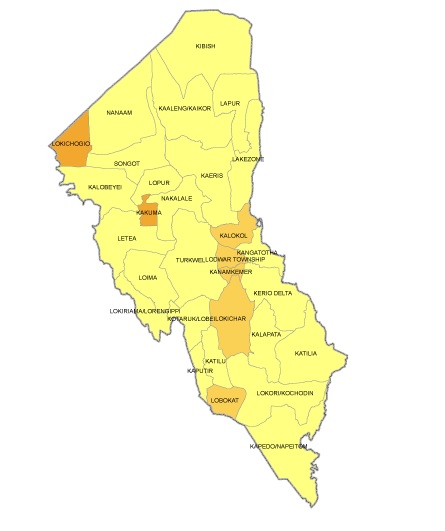 KIBISH
LAPUR
KAALENG/KAIKOR
NANAAM
LOKICHOGIO
LAKEZONE
SONGOT
KAERIS
LOPUR
KALOBEYEI
NAKALALE
KAKUMA
KALOKOL
LETEA
KANGATOTHA
TURKWEL
LODWAR TOWNSHIP
KANAMKEMER
LOIMA
KERIO DELTA
LOKIRIAMA/LORENGIPPI
KOTARUK/LOBEI
LOKICHAR
KALAPATA
KATILIA
KATILU
KAPUTIR
LOKORI/KOCHODIN
LOBOKAT
KAPEDO/NAPEITOM